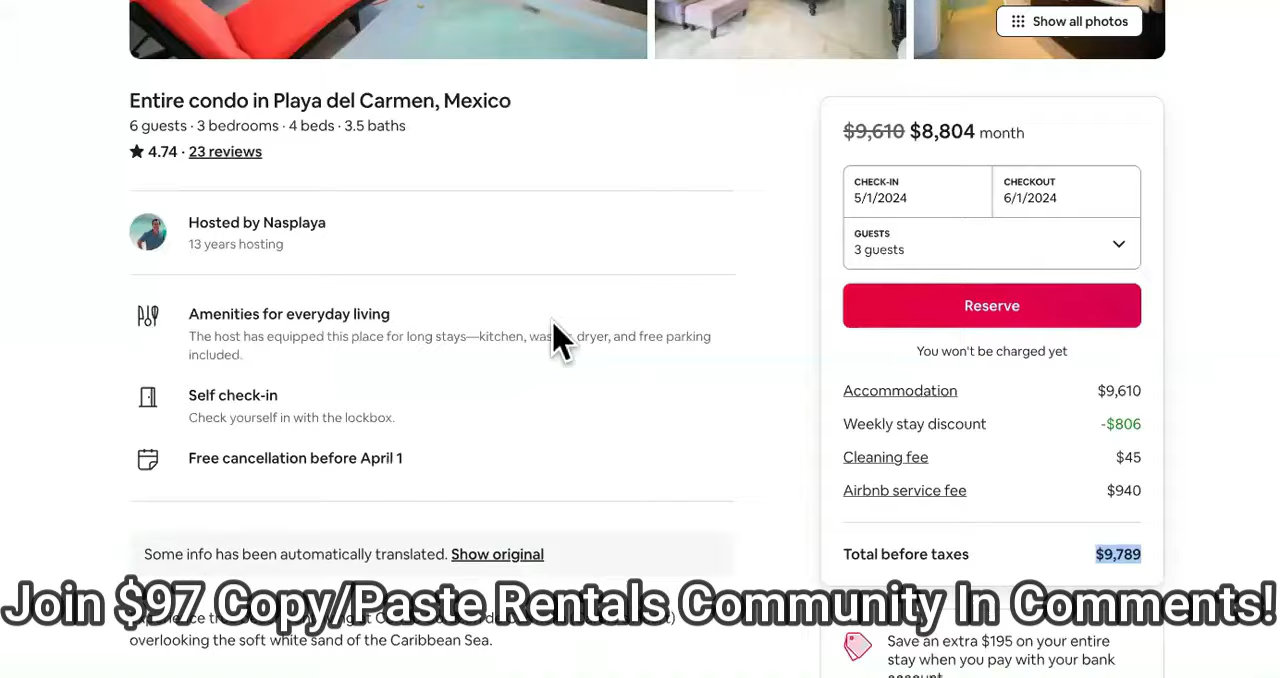 Show all photos
Entire condo in Playa del Carmen, Mexico
6 guests · 3 bedrooms · 4 beds · 3.5 baths
★ 4.74 · 23 reviews
Hosted by Nasplaya
13 years hosting
Amenities for everyday living
The host has equipped this place for long stays—kitchen, dryer, and free parking
included.
Self check-in
Check yourself in with the lockbox.
Free cancellation before April 1
Some info has been automatically translated. Show original
overlooking the soft white sand of the Caribbean Sea.
$9,610 $8,804 month
CHECK-IN
5/1/2024
CHECKOUT
6/1/2024
GUESTS
3 guests
Reserve
You won't be charged yet
Accommodation $9,610
Weekly stay discount -$806
Cleaning fee $45
Airbnb service fee $940
Total before taxes $9,789
Join $97 Copy/Paste Rentals Community In Comments!
Save an extra $195 on your entire
stay when you pay with your bank